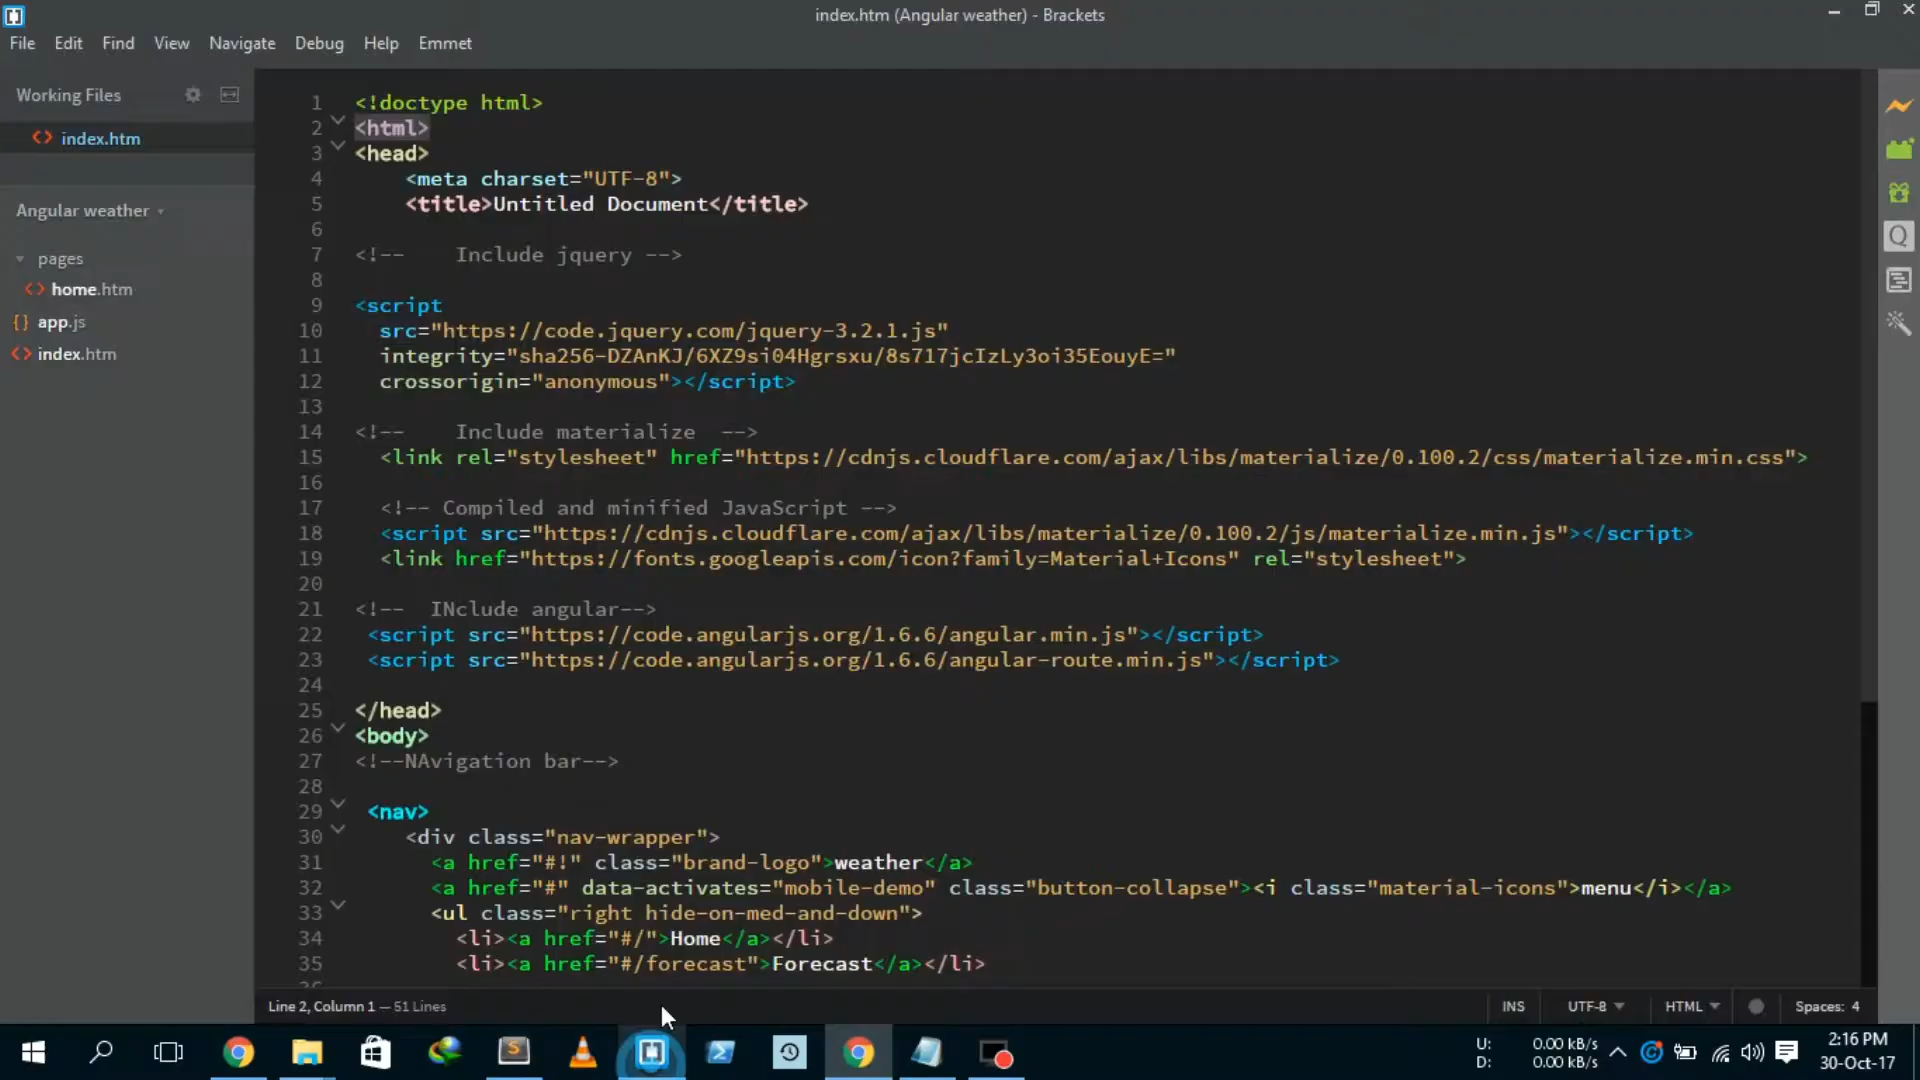 index.htm (Angular weather) - Brackets
File Edit Find View Navigate Debug Help Emmet
Working Files
index.htm
Angular weather
pages
home.htm
app.js
index.htm
1 <!doctype html>
2 <html>
3 <head>
4 <meta charset="UTF-8">
5 <title>Untitled Document</title>
6
7 <!-- Include jquery -->
8
9 <script
10 src="https://code.jquery.com/jquery-3.2.1.js"
11 integrity="sha256-DZAnKJ/6XZ9si04Hgrsxu/8s717jcIzLy3oi35EouyE="
12 crossorigin="anonymous"></script>
13
14 <!-- Include materialize -->
15 <link rel="stylesheet" href="https://cdnjs.cloudflare.com/ajax/libs/materialize/0.100.2/css/materialize.min.css">
16
17 <!-- Compiled and minified JavaScript -->
18 <script src="https://cdnjs.cloudflare.com/ajax/libs/materialize/0.100.2/js/materialize.min.js"></script>
19 <link href="https://fonts.googleapis.com/icon?family=Material+Icons" rel="stylesheet">
20
21 <!-- INclude angular-->
22 <script src="https://code.angularjs.org/1.6.6/angular.min.js"></script>
23 <script src="https://code.angularjs.org/1.6.6/angular-route.min.js"></script>
24
25 </head>
26 <body>
27 <!--NAvigation bar-->
28
29 <nav>
30 <div class="nav-wrapper">
31 <a href="#!" class="brand-logo">weather</a>
32 <a href="#" data-activates="mobile-demo" class="button-collapse"><i class="material-icons">menu</i></a>
33 <ul class="right hide-on-med-and-down">
34 <li><a href="#/">Home</a></li>
35 <li><a href="#/forecast">Forecast</a></li>
Line 2, Column 1 — 51 Lines
INS UTF-8 HTML Spaces: 4
U: 0.00 kB/s
D: 0.00 kB/s
2:16 PM
30-Oct-17